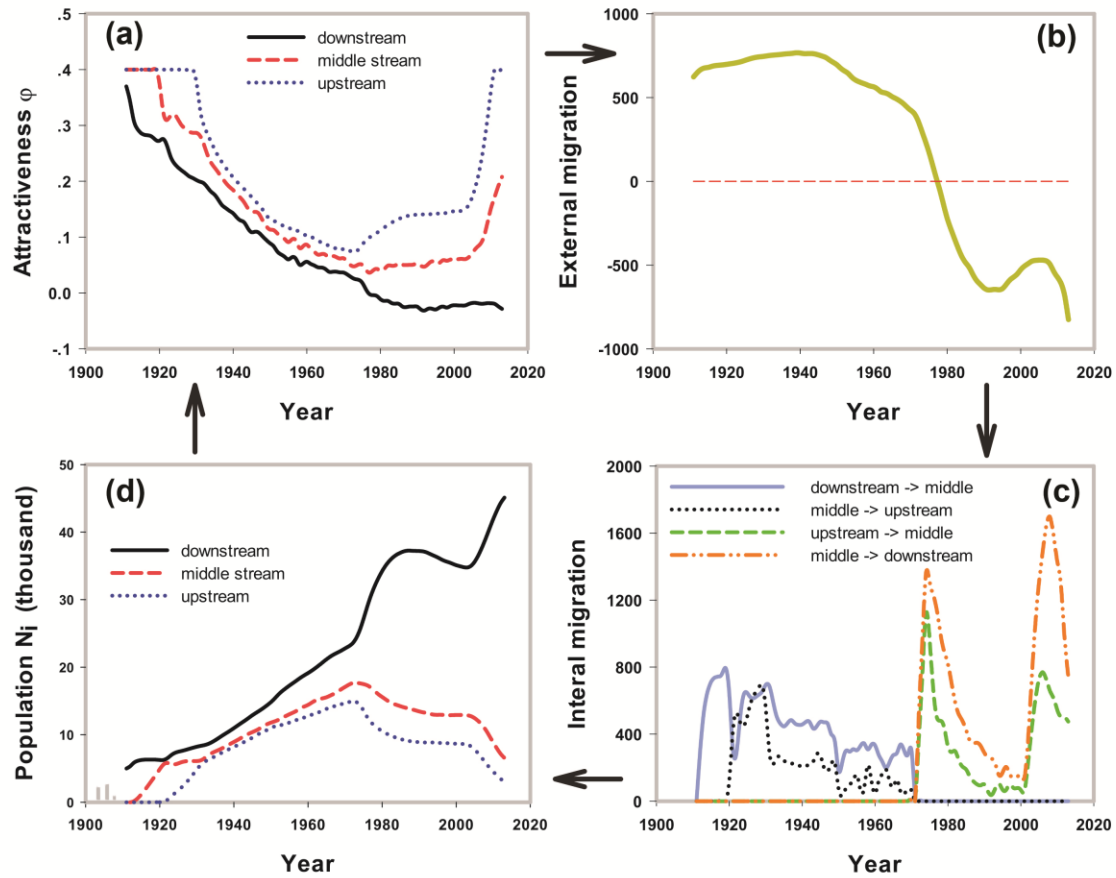 (a)
downstream
middle stream
upstream
Attractiveness φ
.5
.4
.3
.2
.1
0.0
-.1
1900 1920 1940 1960 1980 2000 2020
Year
(b)
External migration
1000
500
0
-500
-1000
1900 1920 1940 1960 1980 2000 2020
Year
(d)
downstream
middle stream
upstream
Population Ni (thousand)
50
40
30
20
10
0
1900 1920 1940 1960 1980 2000 2020
Year
(c)
downstream -> middle
middle -> upstream
upstream -> middle
middle -> downstream
Interal migration
2000
1600
1200
800
400
0
1900 1920 1940 1960 1980 2000 2020
Year